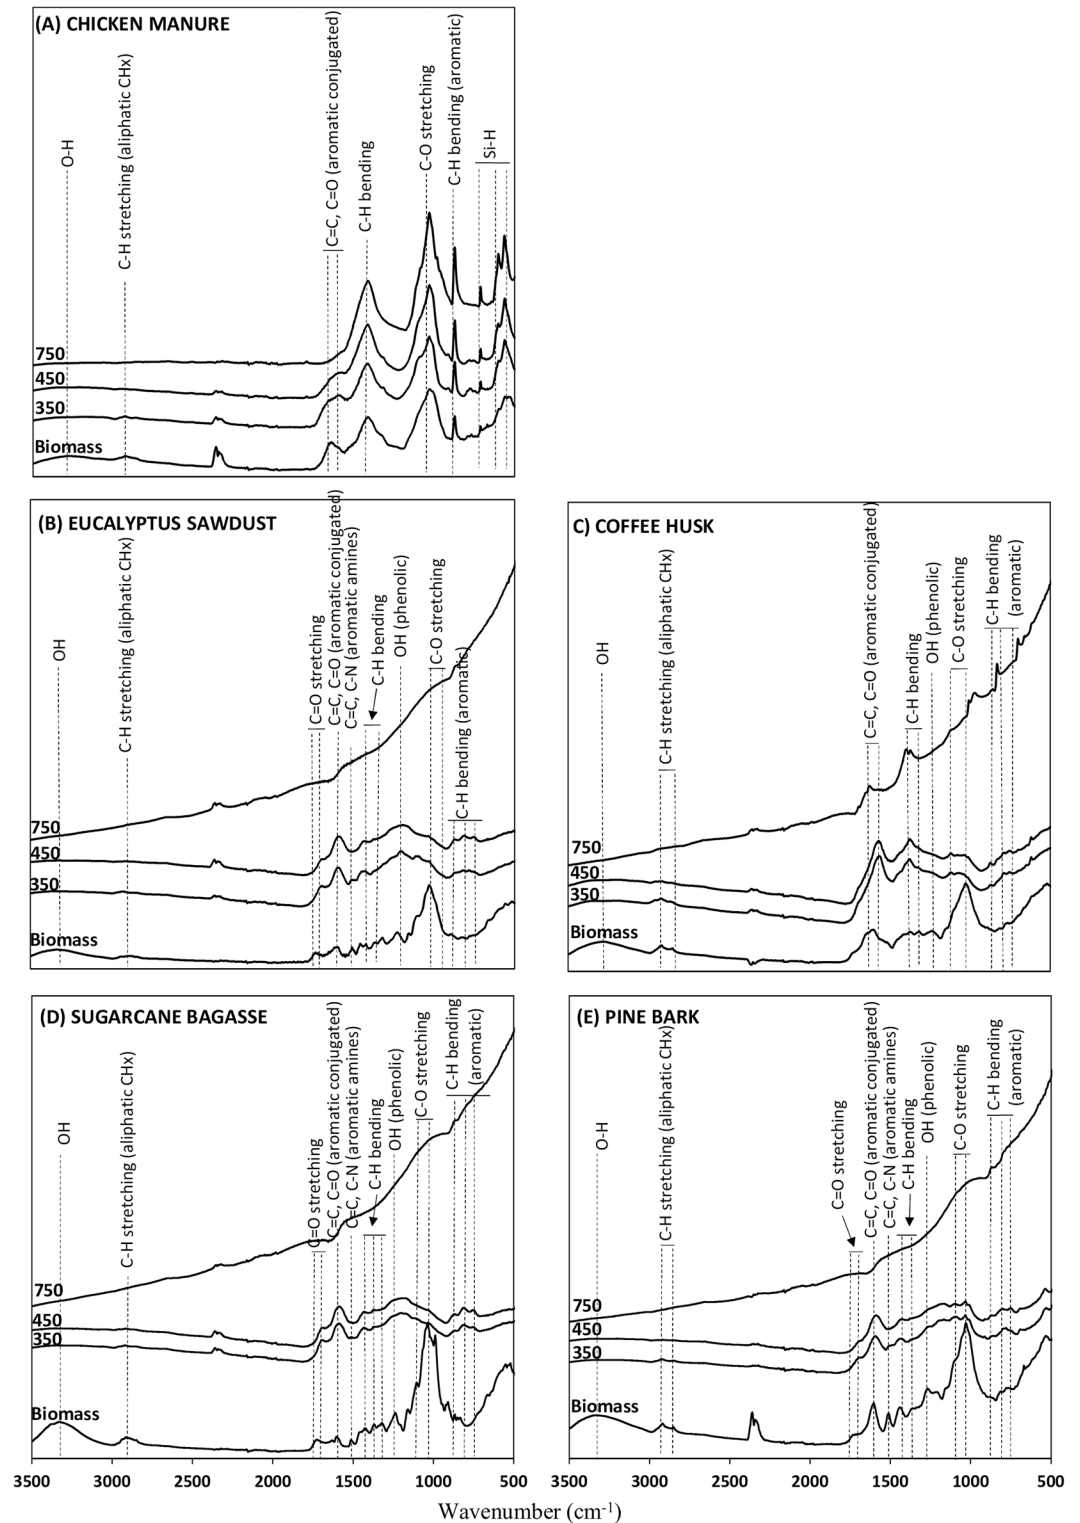 (A) CHICKEN MANURE
O-H
C-H stretching (aliphatic CHx)
C=C, C=O (aromatic conjugated)
C-H bending
C-O stretching
C-H bending (aromatic)
Si-H
750
450
350
Biomass
(B) EUCALYPTUS SAWDUST
OH
C-H stretching (aliphatic CHx)
C=O stretching
C=C, C=O (aromatic conjugated)
C=C, C-N (aromatic amines)
C-H bending
OH (phenolic)
C-O stretching
C-H bending (aromatic)
750
450
350
Biomass
C) COFFEE HUSK
OH
C-H stretching (aliphatic CHx)
C=C, C=O (aromatic conjugated)
C-H bending
OH (phenolic)
C-O stretching
C-H bending
(aromatic)
750
450
350
Biomass
(D) SUGARCANE BAGASSE
OH
C-H stretching (aliphatic CHx)
C=O stretching
C=C, C=O (aromatic conjugated)
C=C, C-N (aromatic amines)
C-H bending
OH (phenolic)
C-O stretching
C-H bending
(aromatic)
750
450
350
Biomass
3500 3000 2500 2000 1500 1000 500
(E) PINE BARK
O-H
C-H stretching (aliphatic CHx)
C=O stretching
C=C, C=O (aromatic conjugated)
C=C, C-N (aromatic amines)
C-H bending
OH (phenolic)
C-O stretching
C-H bending
(aromatic)
750
450
350
Biomass
3500 3000 2500 2000 1500 1000 500
Wavenumber (cm-1)